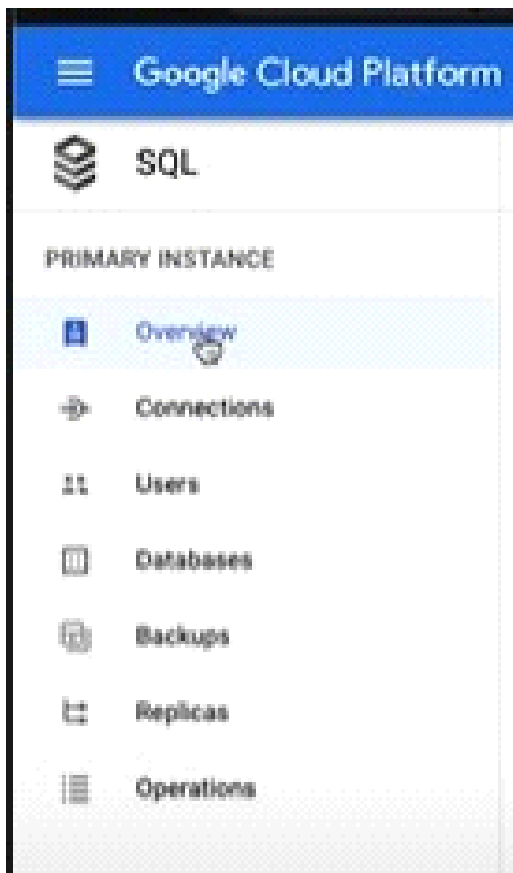 Google Cloud Platform
SQL
PRIMARY INSTANCE
Overview
Connections
Users
Databases
Backups
Replicas
Operations